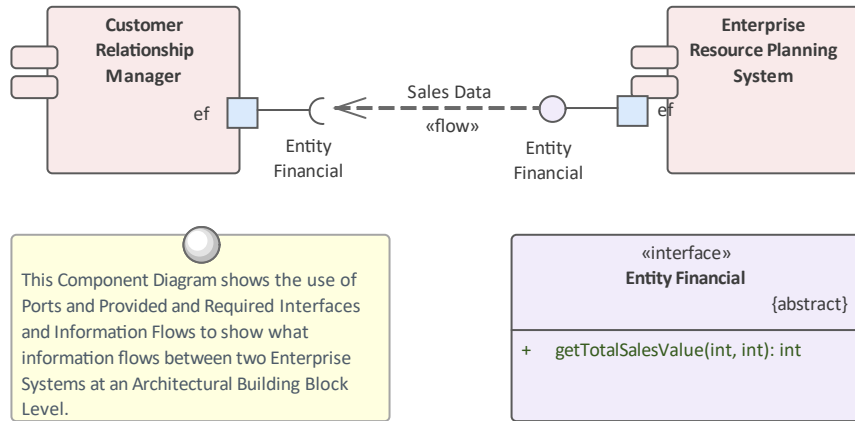 Customer
Relationship
Manager
ef
Entity
Financial
Sales Data
«flow»
Entity
Financial
ef
Enterprise
Resource Planning
System
This Component Diagram shows the use of
Ports and Provided and Required Interfaces
and Information Flows to show what
information flows between two Enterprise
Systems at an Architectural Building Block
Level.
«interface»
Entity Financial
{abstract}
+ getTotalSalesValue(int, int): int